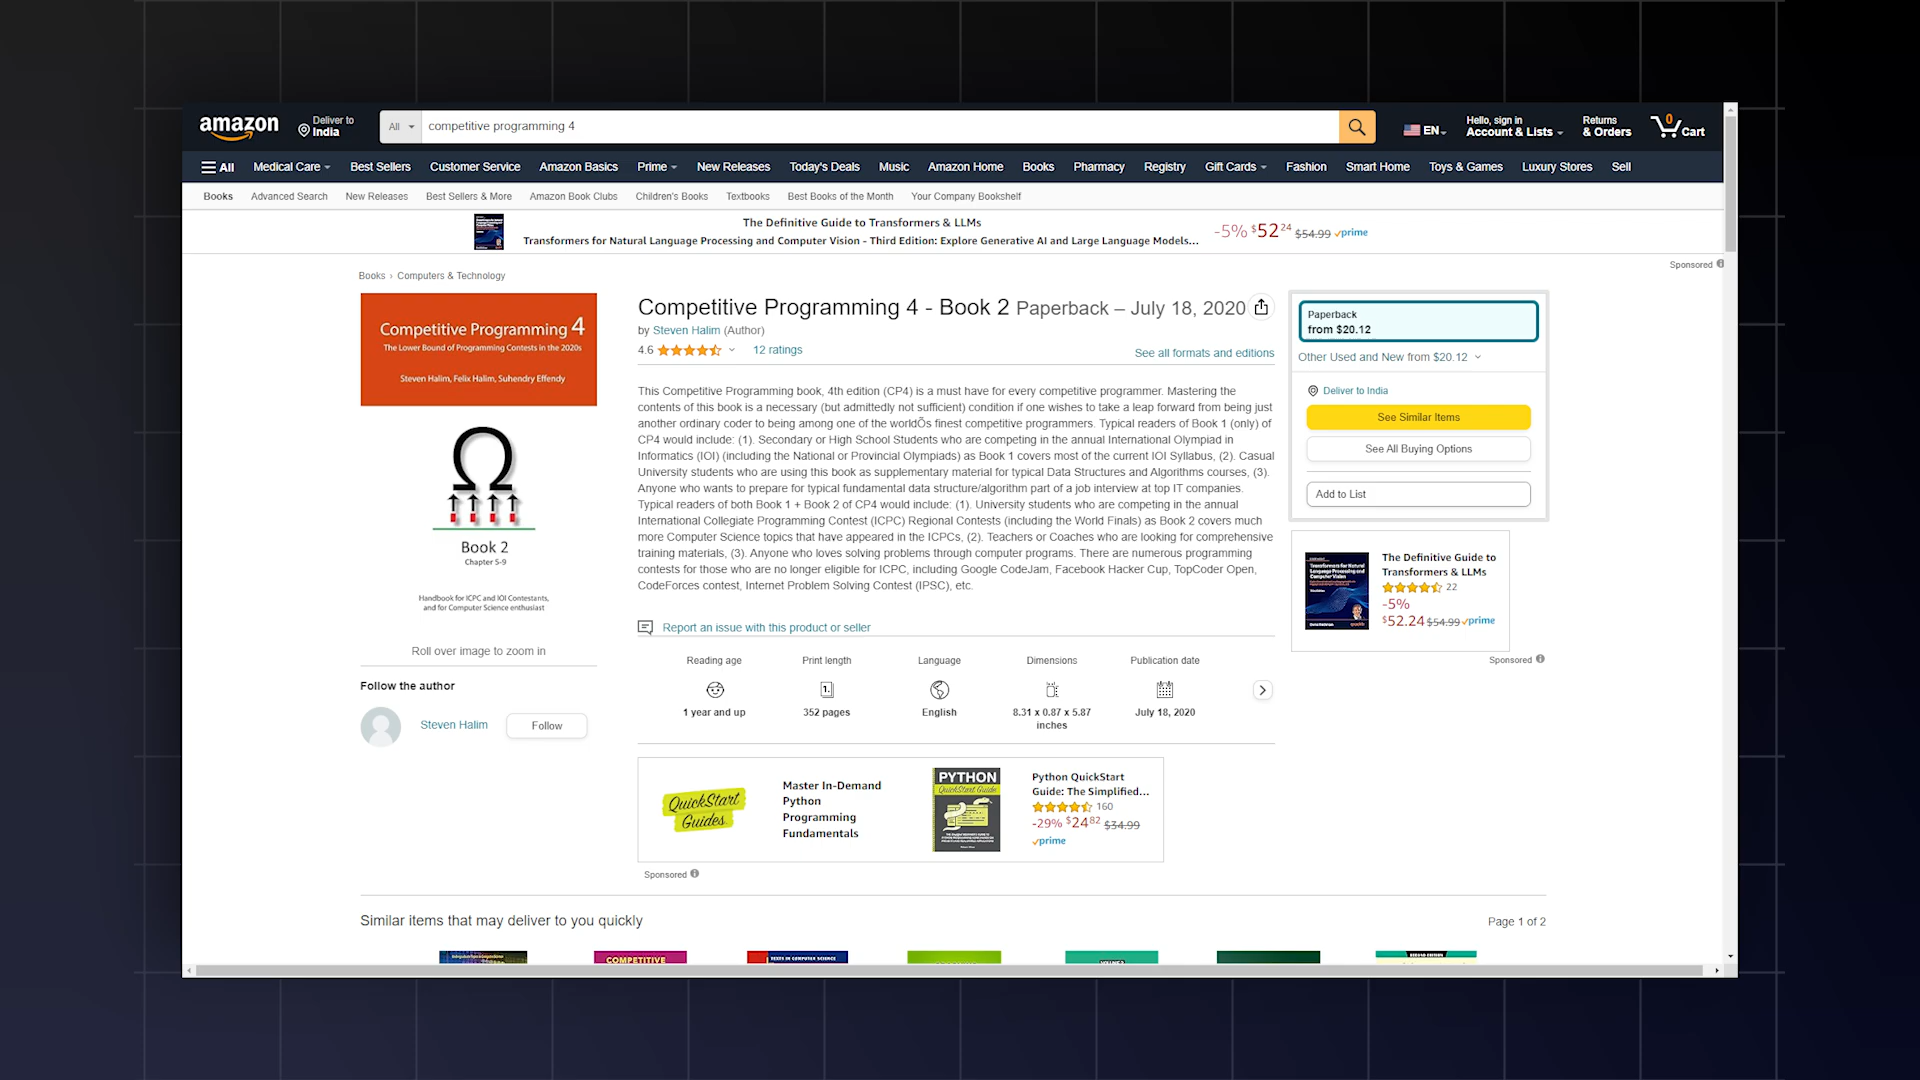 amazon
Deliver to
India
All
competitive programming 4
EN
Hello, sign in
Account & Lists
Returns
& Orders
0
Cart
All
Medical Care
Best Sellers
Customer Service
Amazon Basics
Prime
New Releases
Today's Deals
Music
Amazon Home
Books
Pharmacy
Registry
Gift Cards
Fashion
Smart Home
Toys & Games
Luxury Stores
Sell
Books
Advanced Search
New Releases
Best Sellers & More
Amazon Book Clubs
Children's Books
Textbooks
Best Books of the Month
Your Company Bookshelf
The Definitive Guide to Transformers & LLMs
Transformers for Natural Language Processing and Computer Vision - Third Edition: Explore Generative AI and Large Language Models...
-5% $52 24 $54.99 prime
Sponsored
Books › Computers & Technology
Competitive Programming 4
The Lower Bound of Programming Contests in the 2020s
Steven Halim, Felix Halim, Suhendry Effendy
Book 2
Chapter 5-9
Handbook for ICPC and IOI Contestants,
and for Computer Science enthusiast
Roll over image to zoom in
Follow the author
Steven Halim
Follow
Competitive Programming 4 - Book 2 Paperback – July 18, 2020
by Steven Halim (Author)
4.6
12 ratings
See all formats and editions
This Competitive Programming book, 4th edition (CP4) is a must have for every competitive programmer. Mastering the
contents of this book is a necessary (but admittedly not sufficient) condition if one wishes to take a leap forward from being just
another ordinary coder to being among one of the worldÕs finest competitive programmers. Typical readers of Book 1 (only) of
CP4 would include: (1). Secondary or High School Students who are competing in the annual International Olympiad in
Informatics (IOI) (including the National or Provincial Olympiads) as Book 1 covers most of the current IOI Syllabus, (2). Casual
University students who are using this book as supplementary material for typical Data Structures and Algorithms courses, (3).
Anyone who wants to prepare for typical fundamental data structure/algorithm part of a job interview at top IT companies.
Typical readers of both Book 1 + Book 2 of CP4 would include: (1). University students who are competing in the annual
International Collegiate Programming Contest (ICPC) Regional Contests (including the World Finals) as Book 2 covers much
more Computer Science topics that have appeared in the ICPCs, (2). Teachers or Coaches who are looking for comprehensive
training materials, (3). Anyone who loves solving problems through computer programs. There are numerous programming
contests for those who are no longer eligible for ICPC, including Google CodeJam, Facebook Hacker Cup, TopCoder Open,
CodeForces contest, Internet Problem Solving Contest (IPSC), etc.
Report an issue with this product or seller
Reading age
Print length
Language
Dimensions
Publication date
1 year and up
352 pages
English
8.31 x 0.87 x 5.87
inches
July 18, 2020
QuickStart
Guides
Master In-Demand
Python
Programming
Fundamentals
PYTHON
QuickStart Guide
Python QuickStart
Guide: The Simplified...
160
-29% $24 82 $34.99
prime
Sponsored
Paperback
from $20.12
Other Used and New from $20.12
Deliver to India
See Similar Items
See All Buying Options
Add to List
Transformers for Natural
Language Processing and
Computer Vision
The Definitive Guide to
Transformers & LLMs
22
-5%
$52.24 $54.99 prime
Sponsored
Similar items that may deliver to you quickly
Page 1 of 2
COMPETITIVE
TEXTS IN COMPUTER SCIENCE
SECOND EDITION